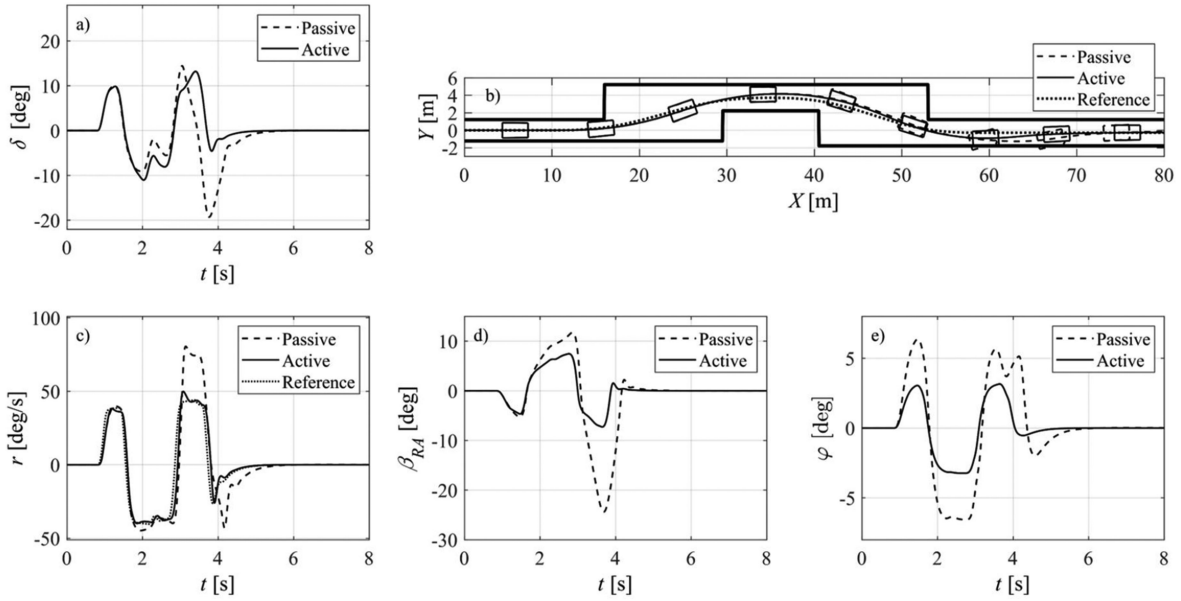 a)
Passive
Active
20
10
0
-10
-20
δ [deg]
0 2 4 6 8
t [s]
b)
Passive
Active
Reference
6
4
2
0
-2
Y [m]
0 10 20 30 40 50 60 70 80
X [m]
c)
Passive
Active
Reference
100
50
0
-50
r [deg/s]
0 2 4 6 8
t [s]
d)
Passive
Active
10
0
-10
-20
-30
β_RA [deg]
0 2 4 6 8
t [s]
e)
Passive
Active
5
0
-5
φ [deg]
0 2 4 6 8
t [s]